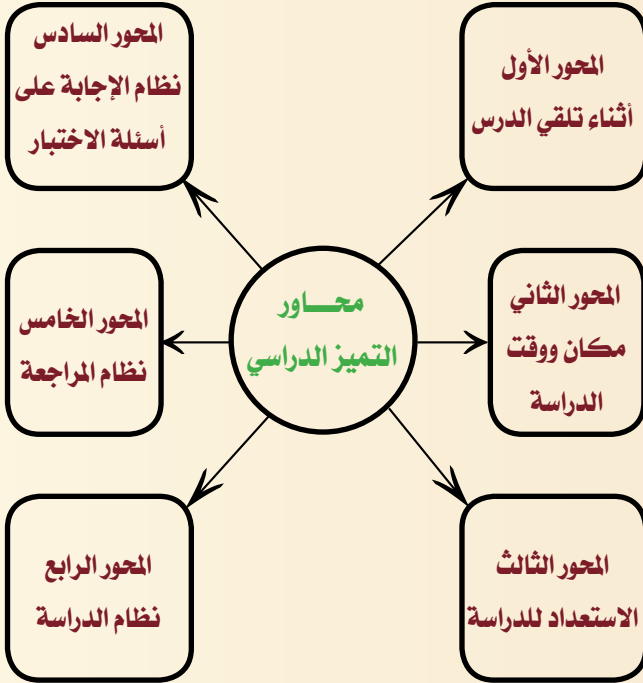 محـــاور
التميز الدراسي
المحور الأول
أثناء تلقي الدرس
المحور الثاني
مكان ووقت
الدراسة
المحور الثالث
الاستعداد للدراسة
المحور الرابع
نظام الدراسة
المحور الخامس
نظام المراجعة
المحور السادس
نظام الإجابة على
أسئلة الاختبار